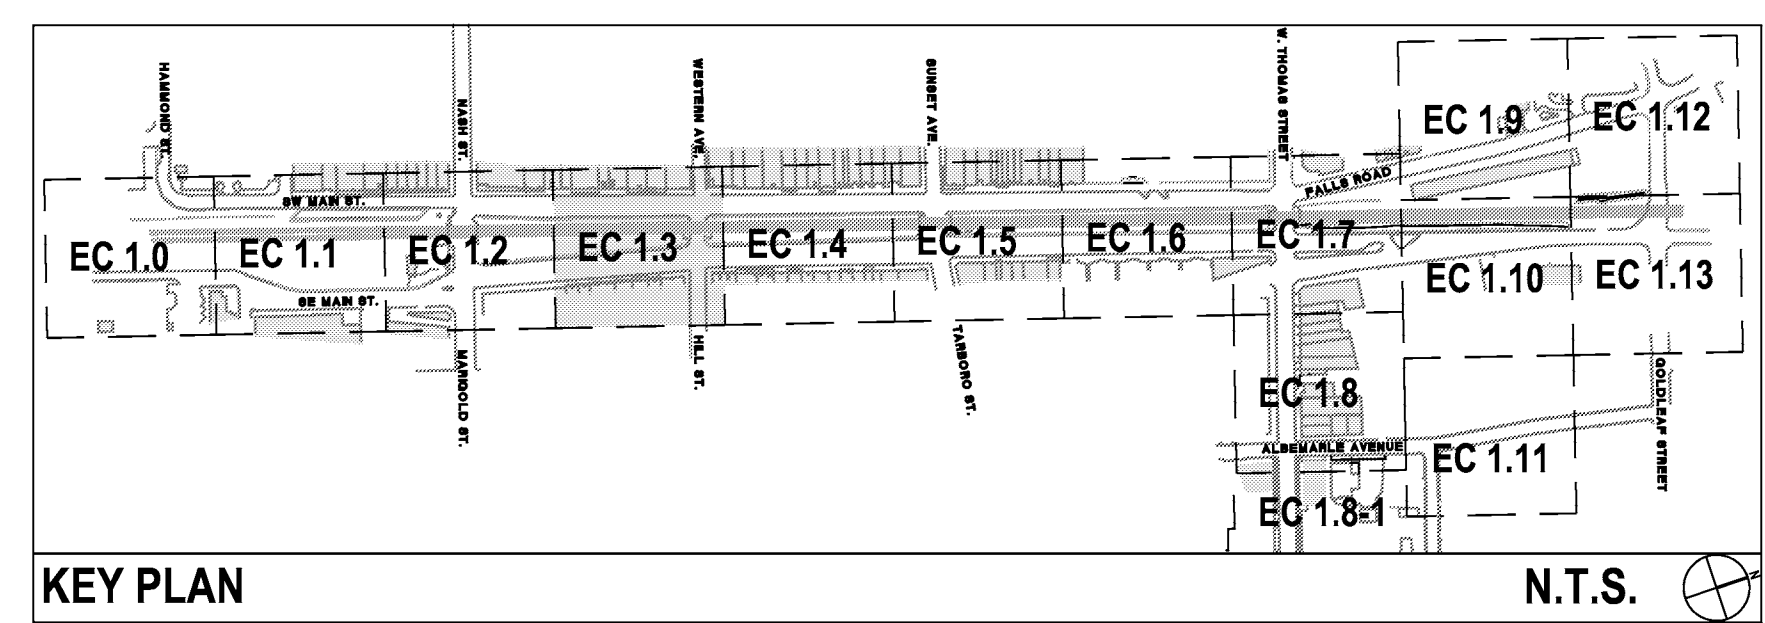 HAMMOND ST.
NASH ST.
WESTERN AVE.
SUNSET AVE.
W. THOMAS STREET
EC 1.9
EC 1.12
FALLS ROAD
SW MAIN ST.
EC 1.0
EC 1.1
EC 1.2
EC 1.3
EC 1.4
EC 1.5
EC 1.6
EC 1.7
EC 1.10
EC 1.13
SE MAIN ST.
MARIGOLD ST.
HILL ST.
TARBORO ST.
EC 1.8
GOLDLEAF STREET
ALBEMARLE AVENUE
EC 1.11
EC 1.8-1
KEY PLAN
N.T.S.
N